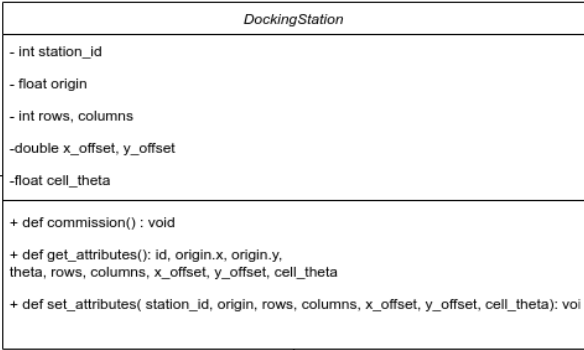 DockingStation
- int station_id
- float origin
- int rows, columns
-double x_offset, y_offset
-float cell_theta
+ def commission() : void
+ def get_attributes(): id, origin.x, origin.y,
theta, rows, columns, x_offset, y_offset, cell_theta
+ def set_attributes( station_id, origin, rows, columns, x_offset, y_offset, cell_theta): voi